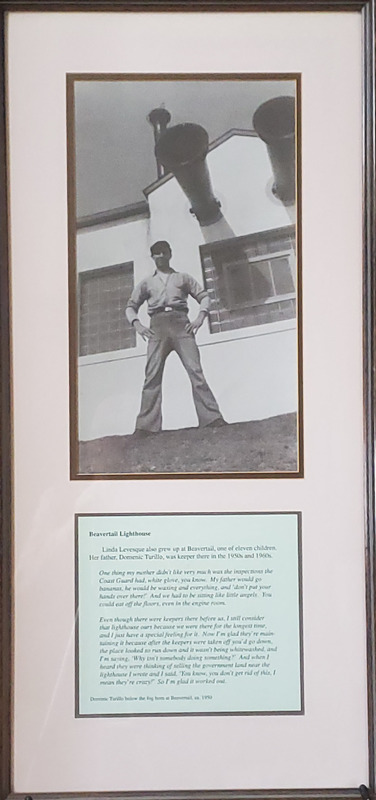 Beavertail Lighthouse
Linda Levesque also grew up at Beavertail, one of eleven children.
Her father, Domenic Turillo, was keeper there in the 1950s and 1960s.
One thing my mother didn't like very much was the inspections the
Coast Guard had, white glove, you know. My father would go
bananas, he would be waxing and everything, and 'don't put your
hands over there!' And we had to be sitting like little angels. You
could eat off the floors, even in the engine room.
Even though there were keepers there before us, I still consider
that lighthouse ours because we were there for the longest time,
and I just have a special feeling for it. Now I'm glad they're main-
taining it because after the keepers were taken off you'd go down,
the place looked so run down and it wasn't being whitewashed, and
I'm saying, 'Why isn't somebody doing something?' And when I
heard they were thinking of selling the government land near the
lighthouse I wrote and I said, 'You know, you don't get rid of this, I
mean they're crazy!' So I'm glad it worked out.
Domenic Turillo below the fog horn at Beavertail, ca. 1950